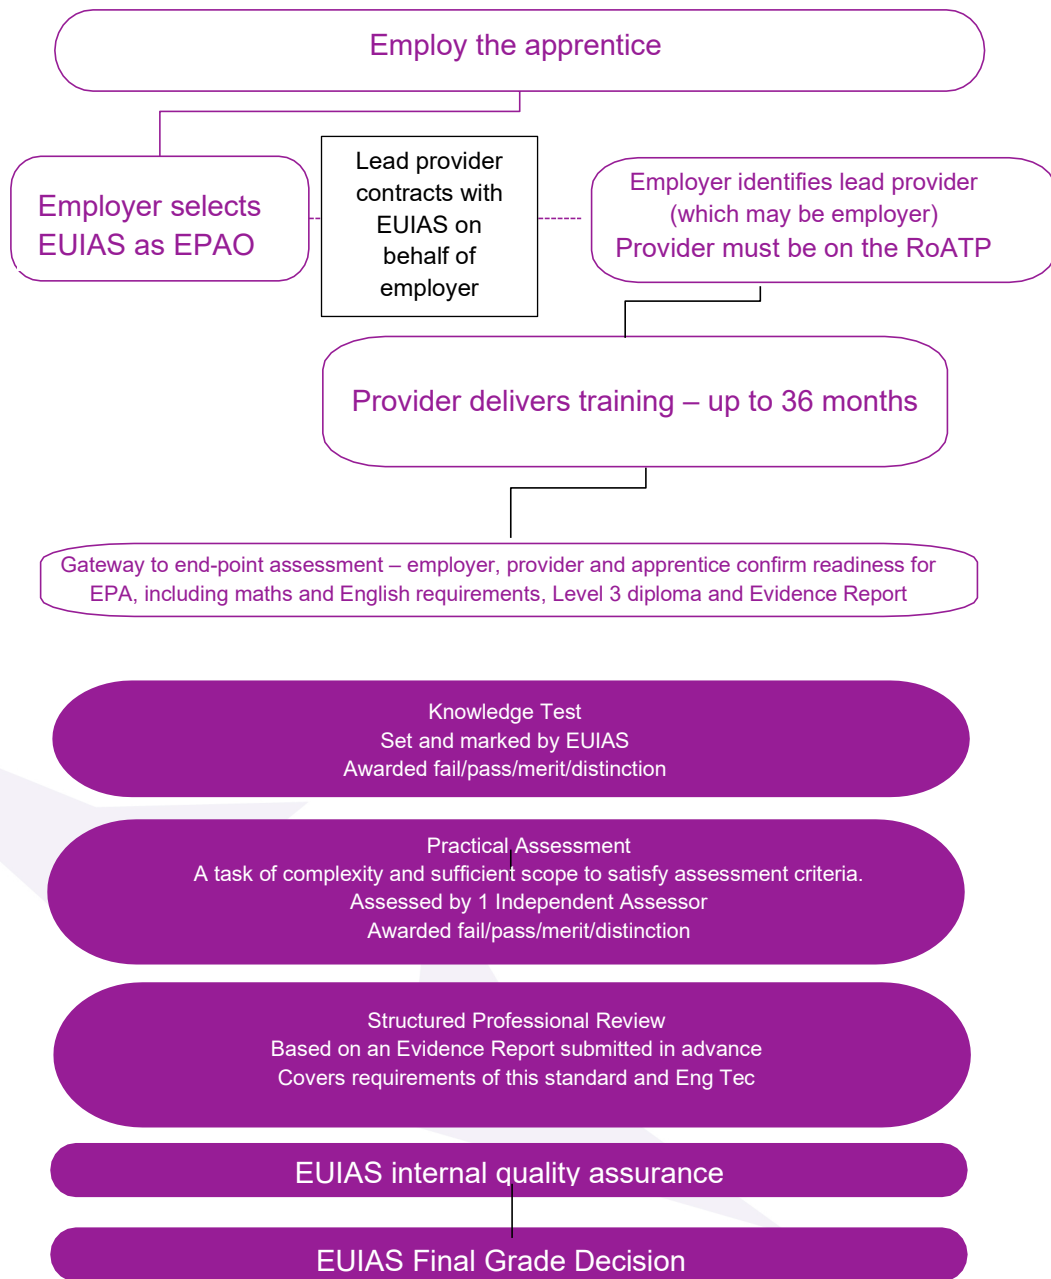 Employ the apprentice
Employer selects
EUIAS as EPAO
Lead provider
contracts with
EUIAS on
behalf of
employer
Employer identifies lead provider
(which may be employer)
Provider must be on the RoATP
Provider delivers training – up to 36 months
Gateway to end-point assessment – employer, provider and apprentice confirm readiness for
EPA, including maths and English requirements, Level 3 diploma and Evidence Report
Knowledge Test
Set and marked by EUIAS
Awarded fail/pass/merit/distinction
Practical Assessment
A task of complexity and sufficient scope to satisfy assessment criteria.
Assessed by 1 Independent Assessor
Awarded fail/pass/merit/distinction
Structured Professional Review
Based on an Evidence Report submitted in advance
Covers requirements of this standard and Eng Tec
EUIAS internal quality assurance
EUIAS Final Grade Decision